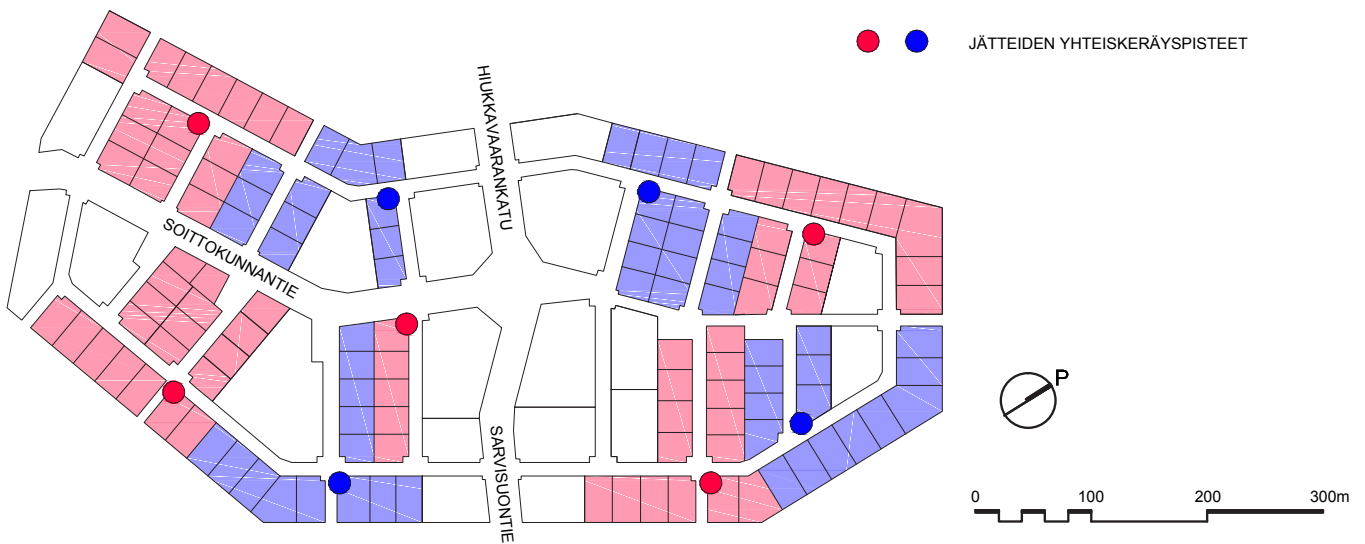 JÄTTEIDEN YHTEISKERÄYSPISTEET
HIUKKAVAARANKATU
SOITTOKUNNANTIE
SARVISUONTIE
P
0 100 200 300m